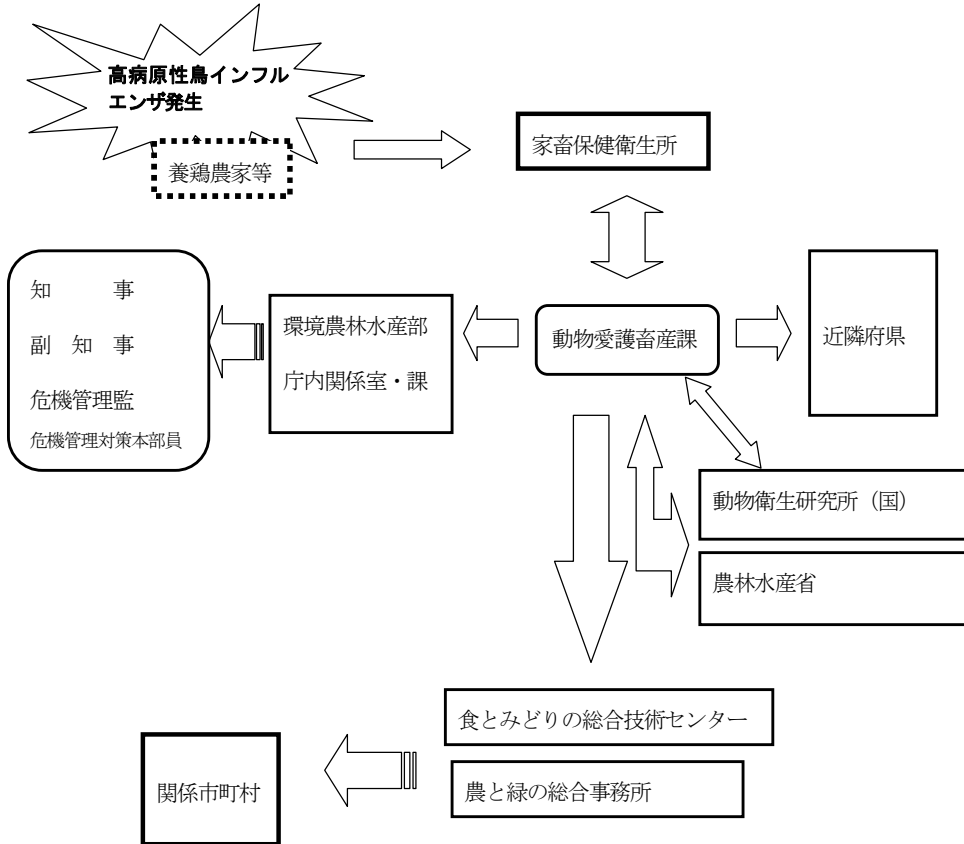 高病原性鳥インフル
エンザ発生
養鶏農家等
家畜保健衛生所
知　　事
副　知　事
危機管理監
危機管理対策本部員
環境農林水産部
庁内関係室・課
動物愛護畜産課
近隣府県
動物衛生研究所（国）
農林水産省
食とみどりの総合技術センター
農と緑の総合事務所
関係市町村